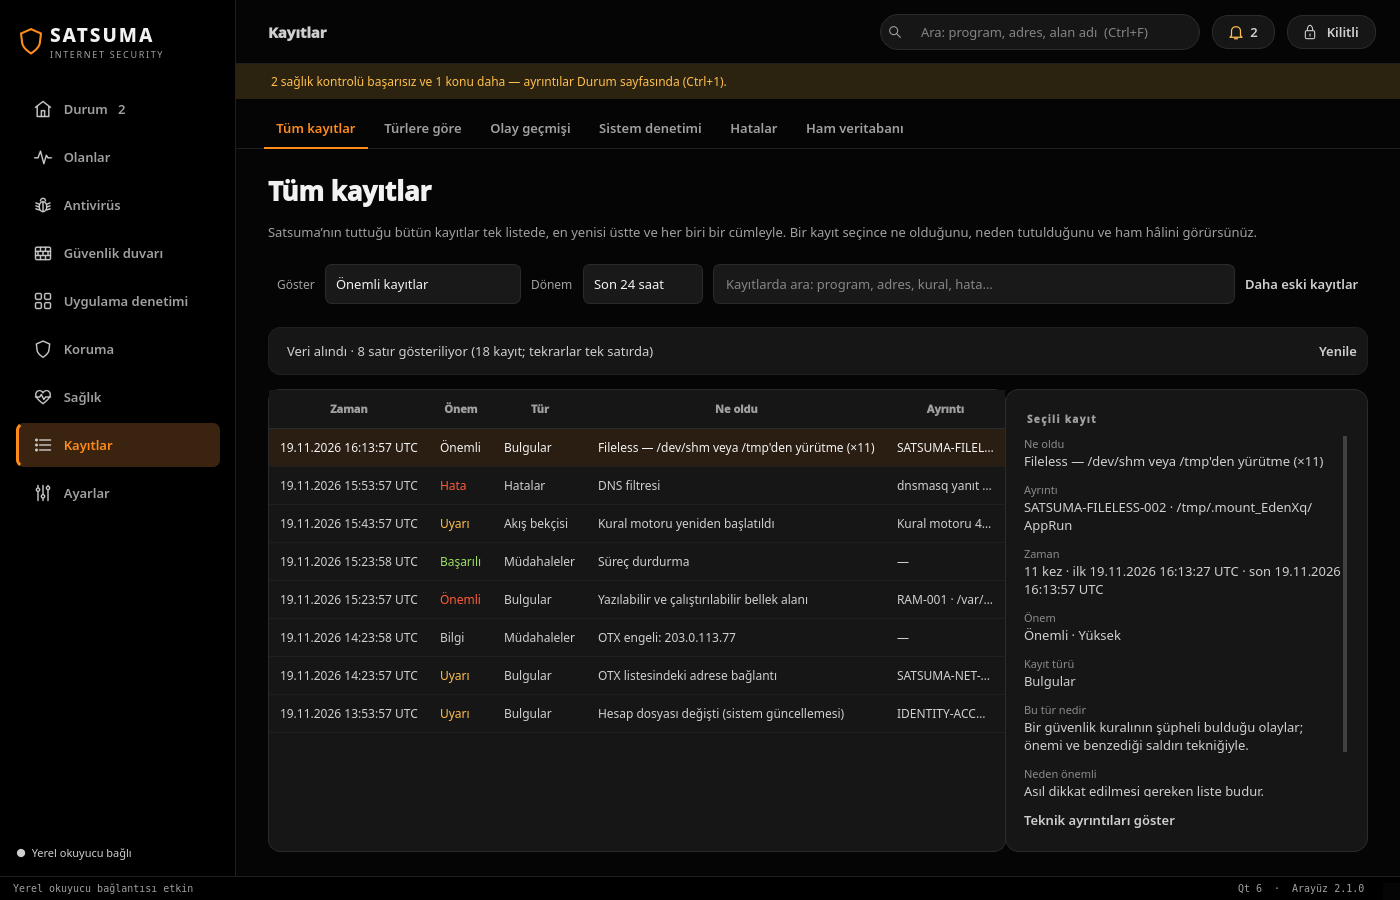 SATSUMA
INTERNET SECURITY
Durum 2
Olanlar
Antivirüs
Güvenlik duvarı
Uygulama denetimi
Koruma
Sağlık
Kayıtlar
Ayarlar
Yerel okuyucu bağlı
Kayıtlar
Ara: program, adres, alan adı (Ctrl+F)
2
Kilitli
2 sağlık kontrolü başarısız ve 1 konu daha — ayrıntılar Durum sayfasında (Ctrl+1).
Tüm kayıtlar Türlere göre Olay geçmişi Sistem denetimi Hatalar Ham veritabanı
Tüm kayıtlar
Satsuma’nın tuttuğu bütün kayıtlar tek listede, en yenisi üstte ve her biri bir cümleyle. Bir kayıt seçince ne olduğunu, neden tutulduğunu ve ham hâlini görürsünüz.
Göster Önemli kayıtlar Dönem Son 24 saat Kayıtlarda ara: program, adres, kural, hata... Daha eski kayıtlar
Veri alındı · 8 satır gösteriliyor (18 kayıt; tekrarlar tek satırda) Yenile
Zaman Önem Tür Ne oldu Ayrıntı
19.11.2026 16:13:57 UTC Önemli Bulgular Fileless — /dev/shm veya /tmp'den yürütme (×11) SATSUMA-FILEL...
19.11.2026 15:53:57 UTC Hata Hatalar DNS filtresi dnsmasq yanıt ...
19.11.2026 15:43:57 UTC Uyarı Akış bekçisi Kural motoru yeniden başlatıldı Kural motoru 4...
19.11.2026 15:23:58 UTC Başarılı Müdahaleler Süreç durdurma —
19.11.2026 15:23:57 UTC Önemli Bulgular Yazılabilir ve çalıştırılabilir bellek alanı RAM-001 · /var/...
19.11.2026 14:23:58 UTC Bilgi Müdahaleler OTX engeli: 203.0.113.77 —
19.11.2026 14:23:57 UTC Uyarı Bulgular OTX listesindeki adrese bağlantı SATSUMA-NET-...
19.11.2026 13:53:57 UTC Uyarı Bulgular Hesap dosyası değişti (sistem güncellemesi) IDENTITY-ACC...
Seçili kayıt
Ne oldu
Fileless — /dev/shm veya /tmp'den yürütme (×11)
Ayrıntı
SATSUMA-FILELESS-002 · /tmp/.mount_EdenXq/
AppRun
Zaman
11 kez · ilk 19.11.2026 16:13:27 UTC · son 19.11.2026
16:13:57 UTC
Önem
Önemli · Yüksek
Kayıt türü
Bulgular
Bu tür nedir
Bir güvenlik kuralının şüpheli bulduğu olaylar;
önemi ve benzediği saldırı tekniğiyle.
Neden önemli
Asıl dikkat edilmesi gereken liste budur.
Teknik ayrıntıları göster
Yerel okuyucu bağlantısı etkin
Qt 6 · Arayüz 2.1.0